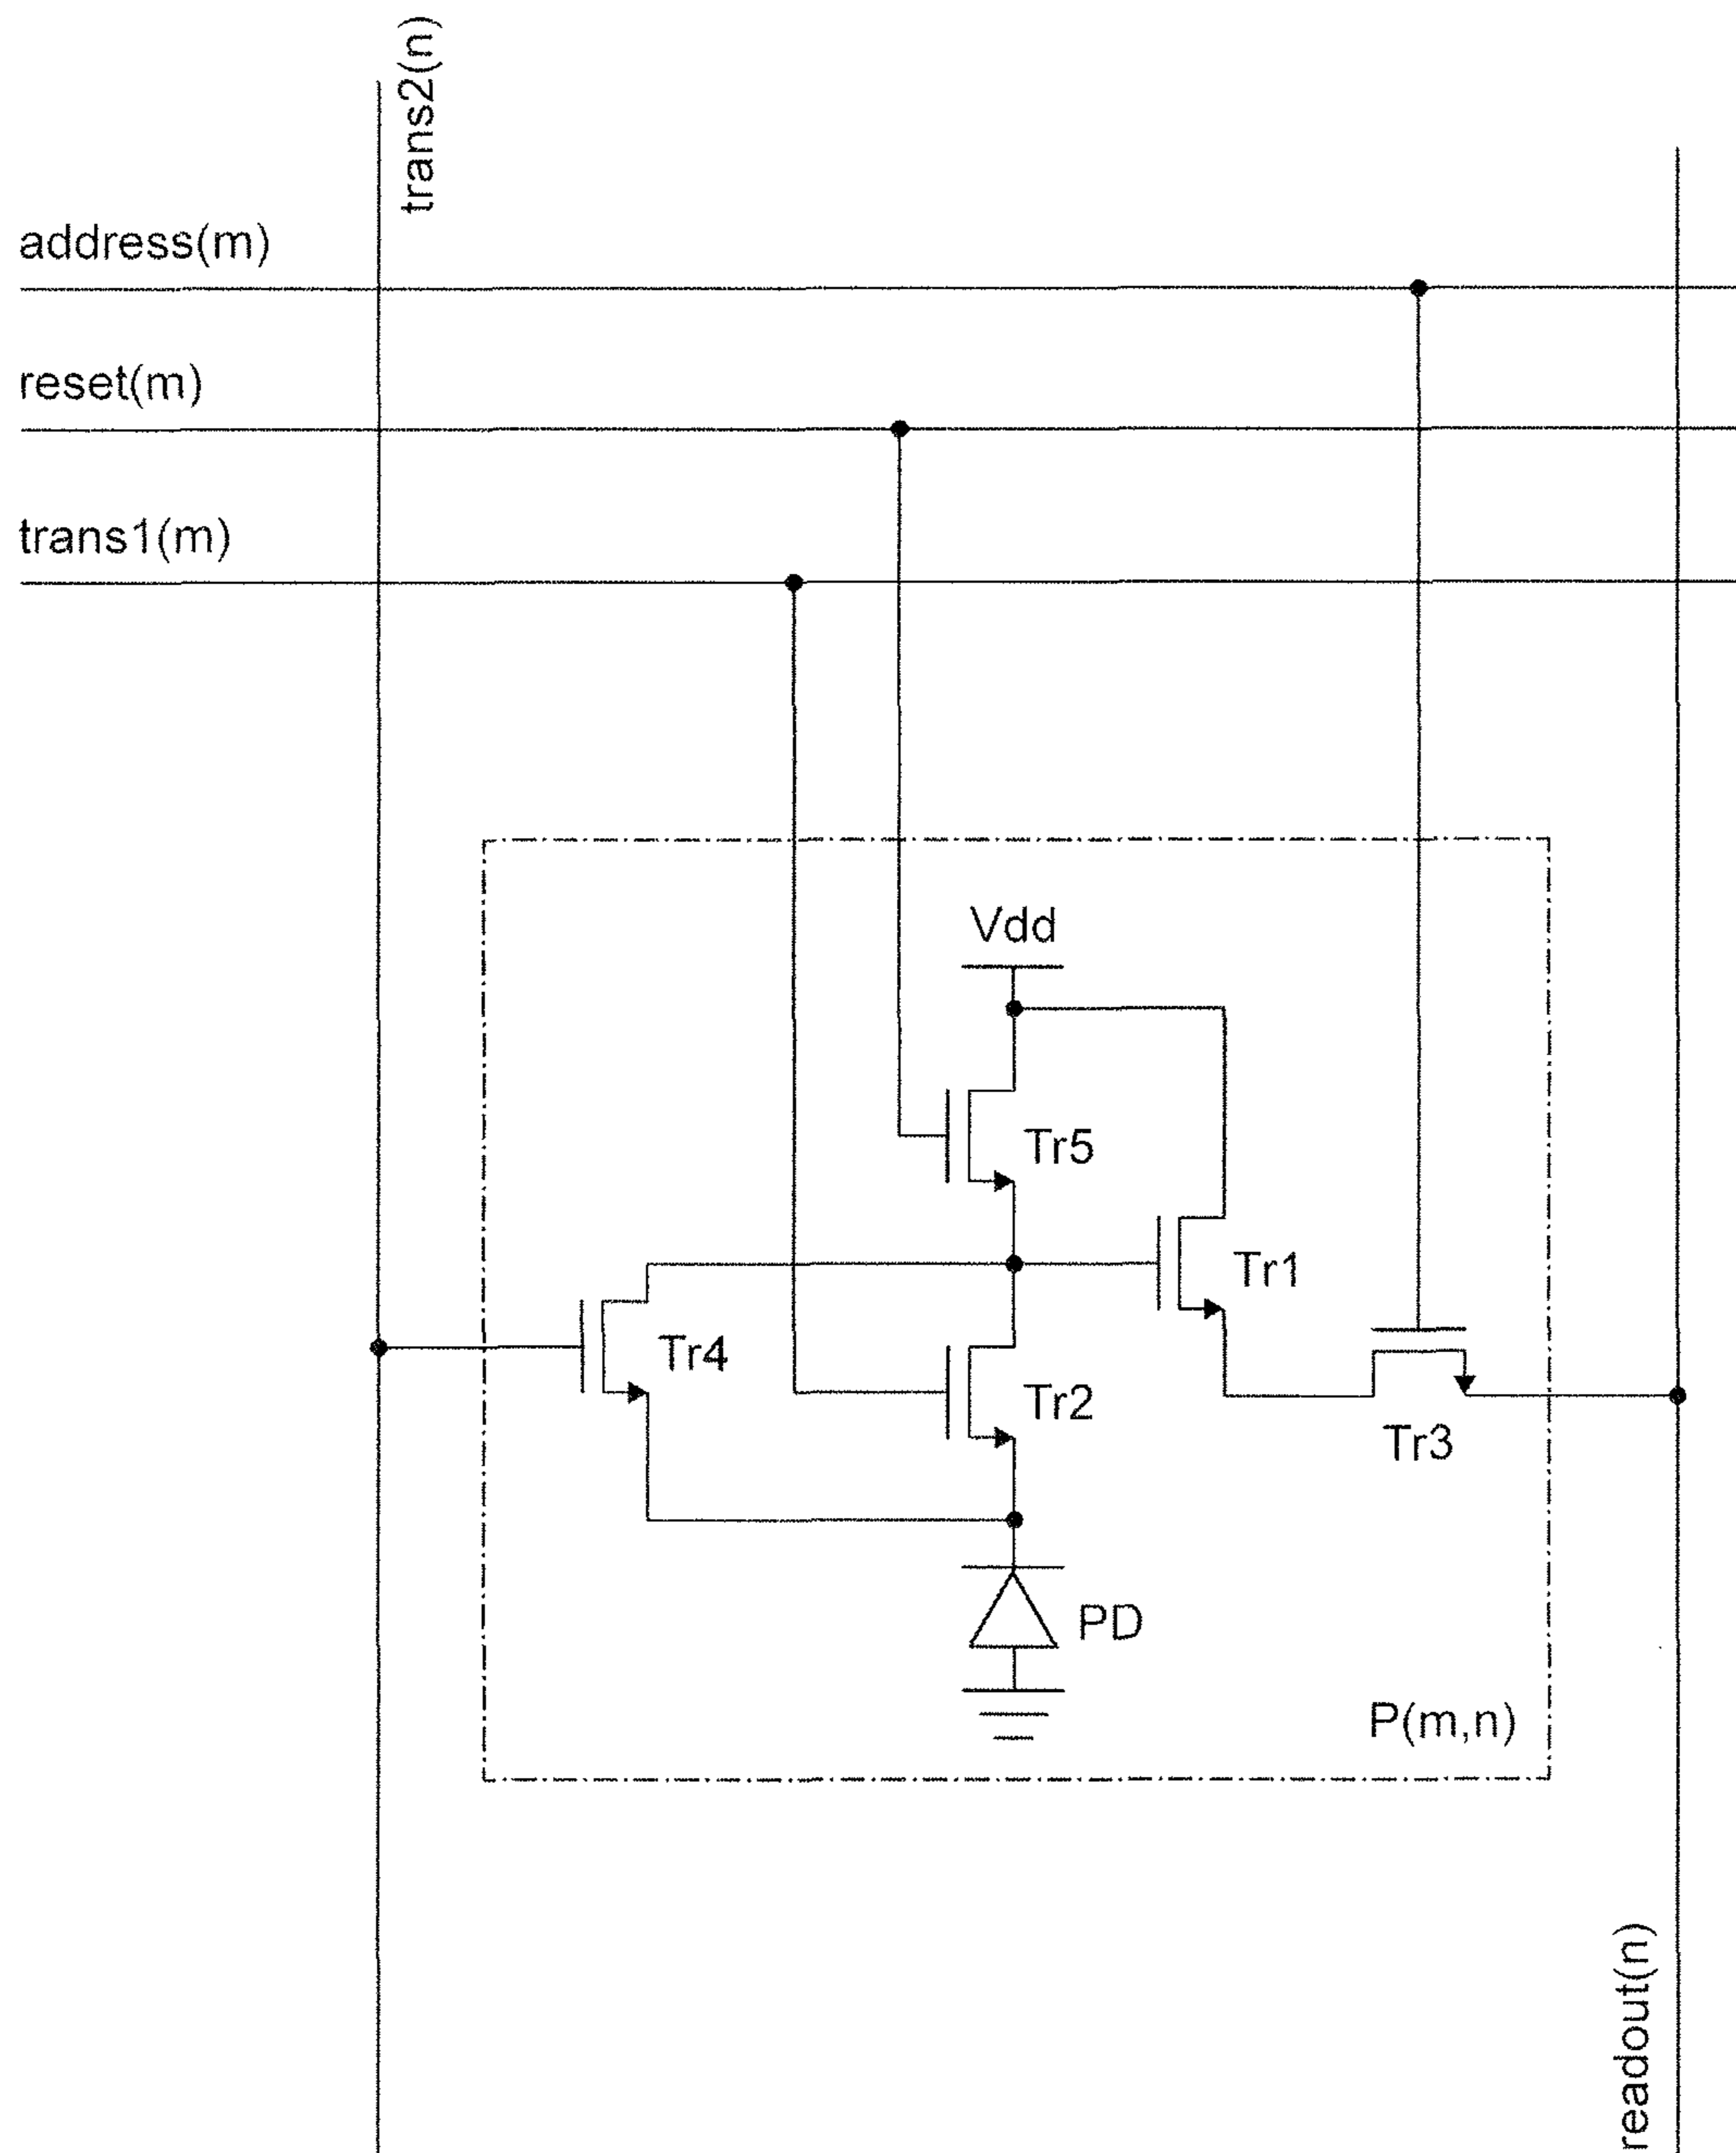 trans2(n)
address(m)
reset(m)
trans1(m)
Vdd
Tr5
Tr1
Tr4
Tr2
Tr3
PD
P(m,n)
readout(n)